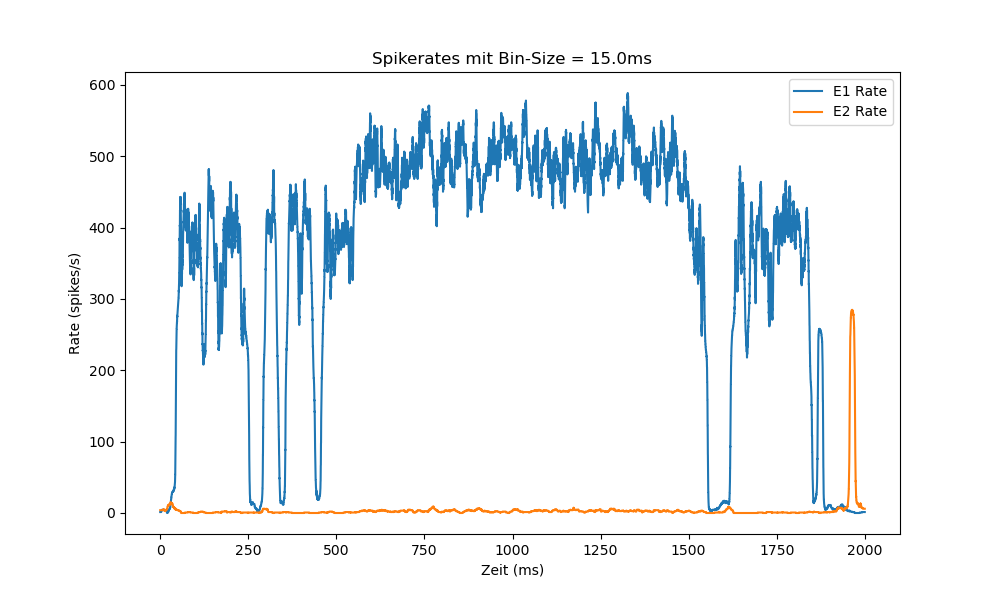 Spikerates mit Bin-Size = 15.0ms
E1 Rate
E2 Rate
Rate (spikes/s)
600
500
400
300
200
100
0
0 250 500 750 1000 1250 1500 1750 2000
Zeit (ms)